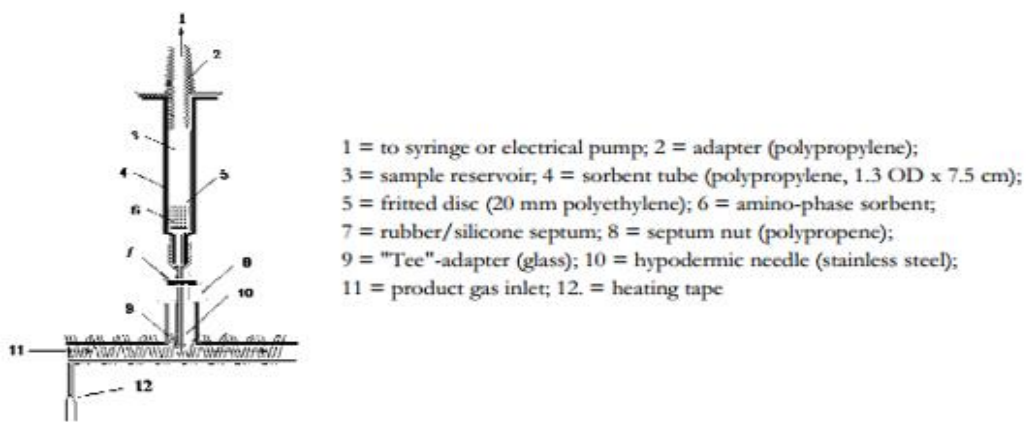 1
2
3
4
5
6
7
8
9
10
11
12
1 = to syringe or electrical pump; 2 = adapter (polypropylene);
3 = sample reservoir; 4 = sorbent tube (polypropylene, 1.3 OD x 7.5 cm);
5 = fritted disc (20 mm polyethylene); 6 = amino-phase sorbent;
7 = rubber/silicone septum; 8 = septum nut (polypropene);
9 = "Tee"-adapter (glass); 10 = hypodermic needle (stainless steel);
11 = product gas inlet; 12. = heating tape